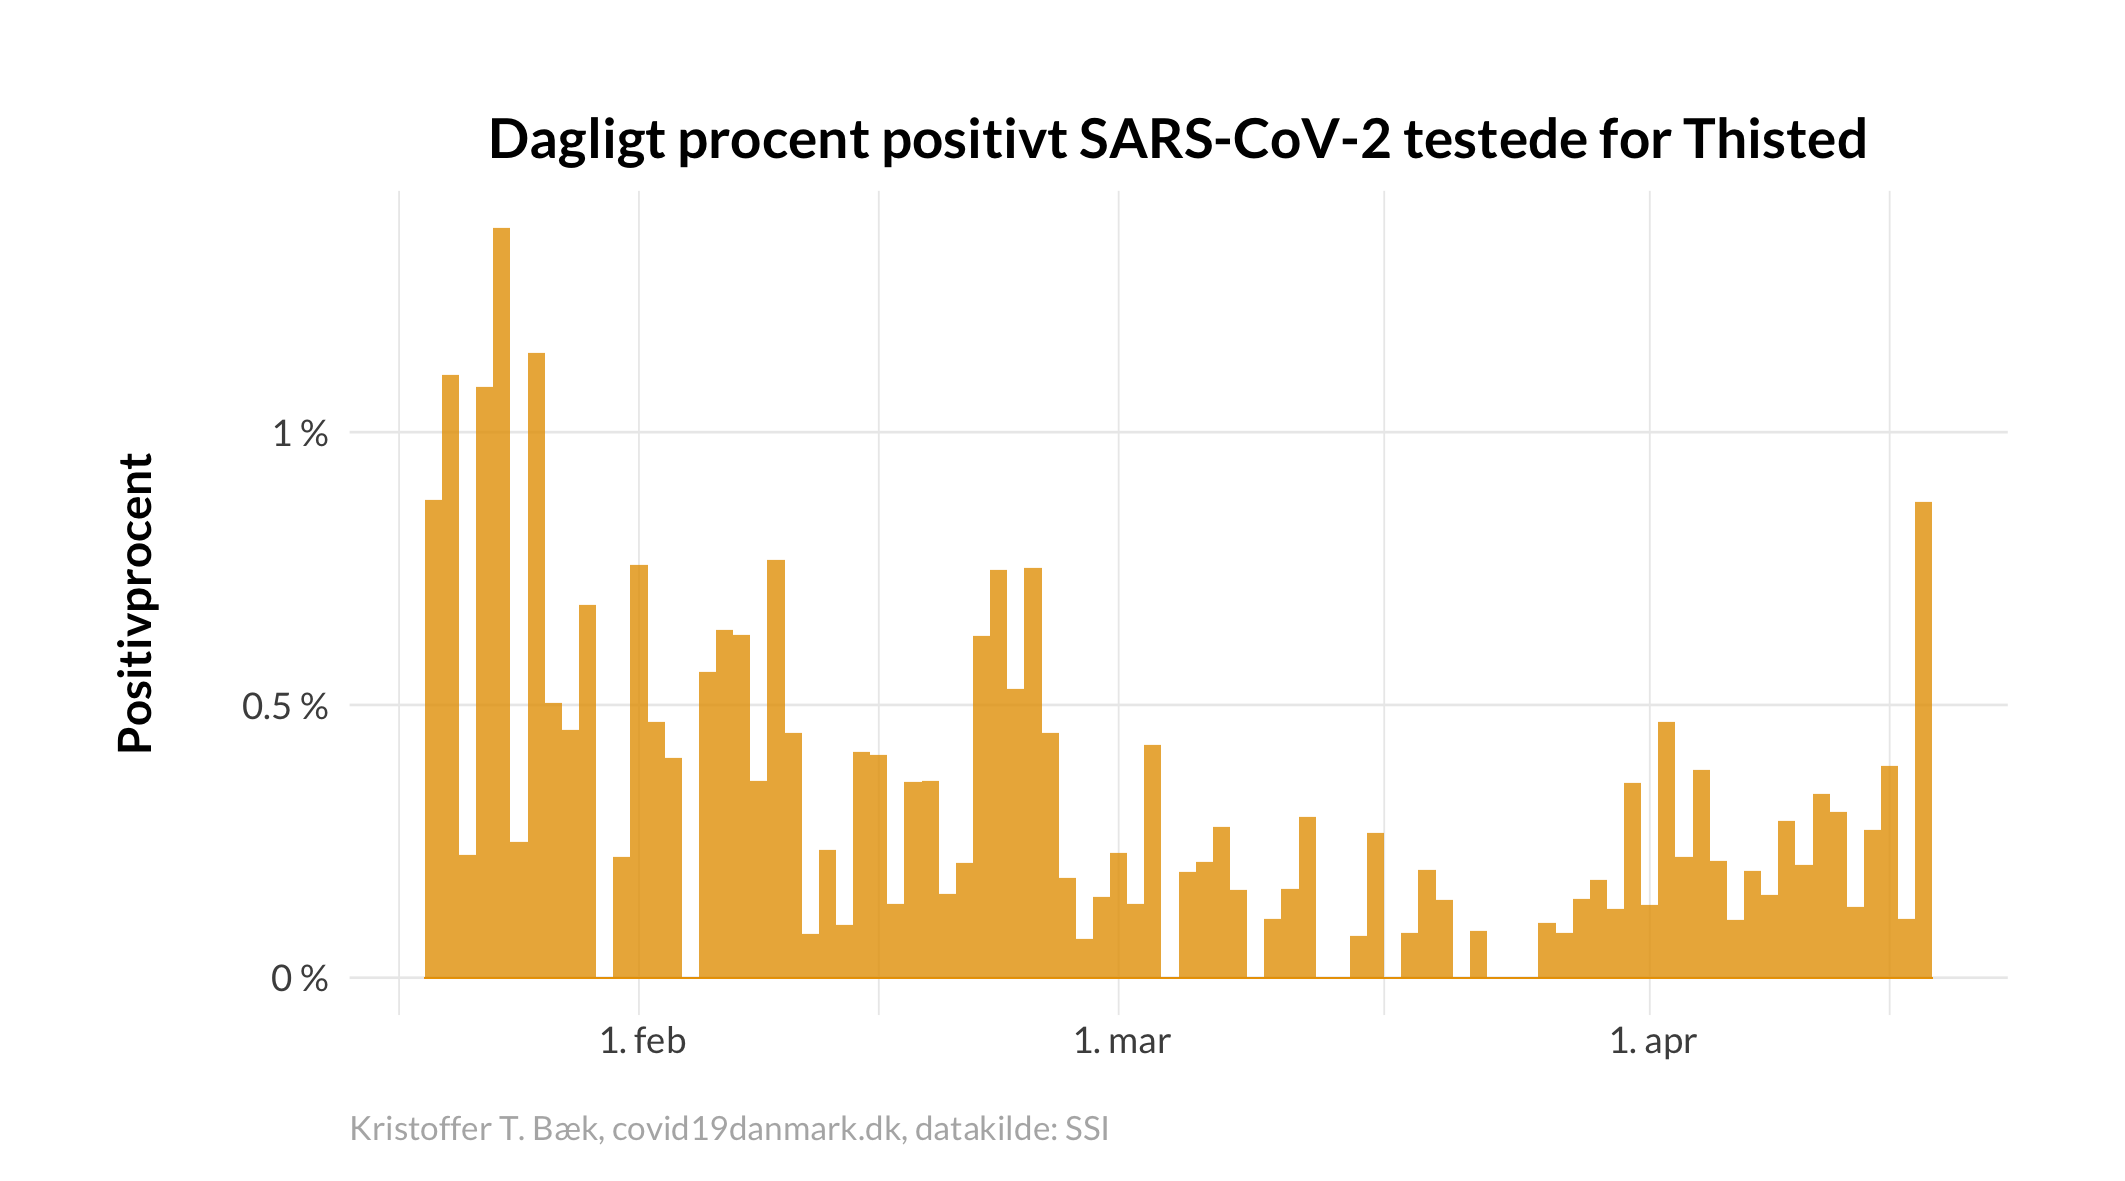 Dagligt procent positivt SARS-CoV-2 testede for Thisted
Positivprocent
1 %
0.5 %
0 %
1. feb
1. mar
1. apr
Kristoffer T. Bæk, covid19danmark.dk, datakilde: SSI